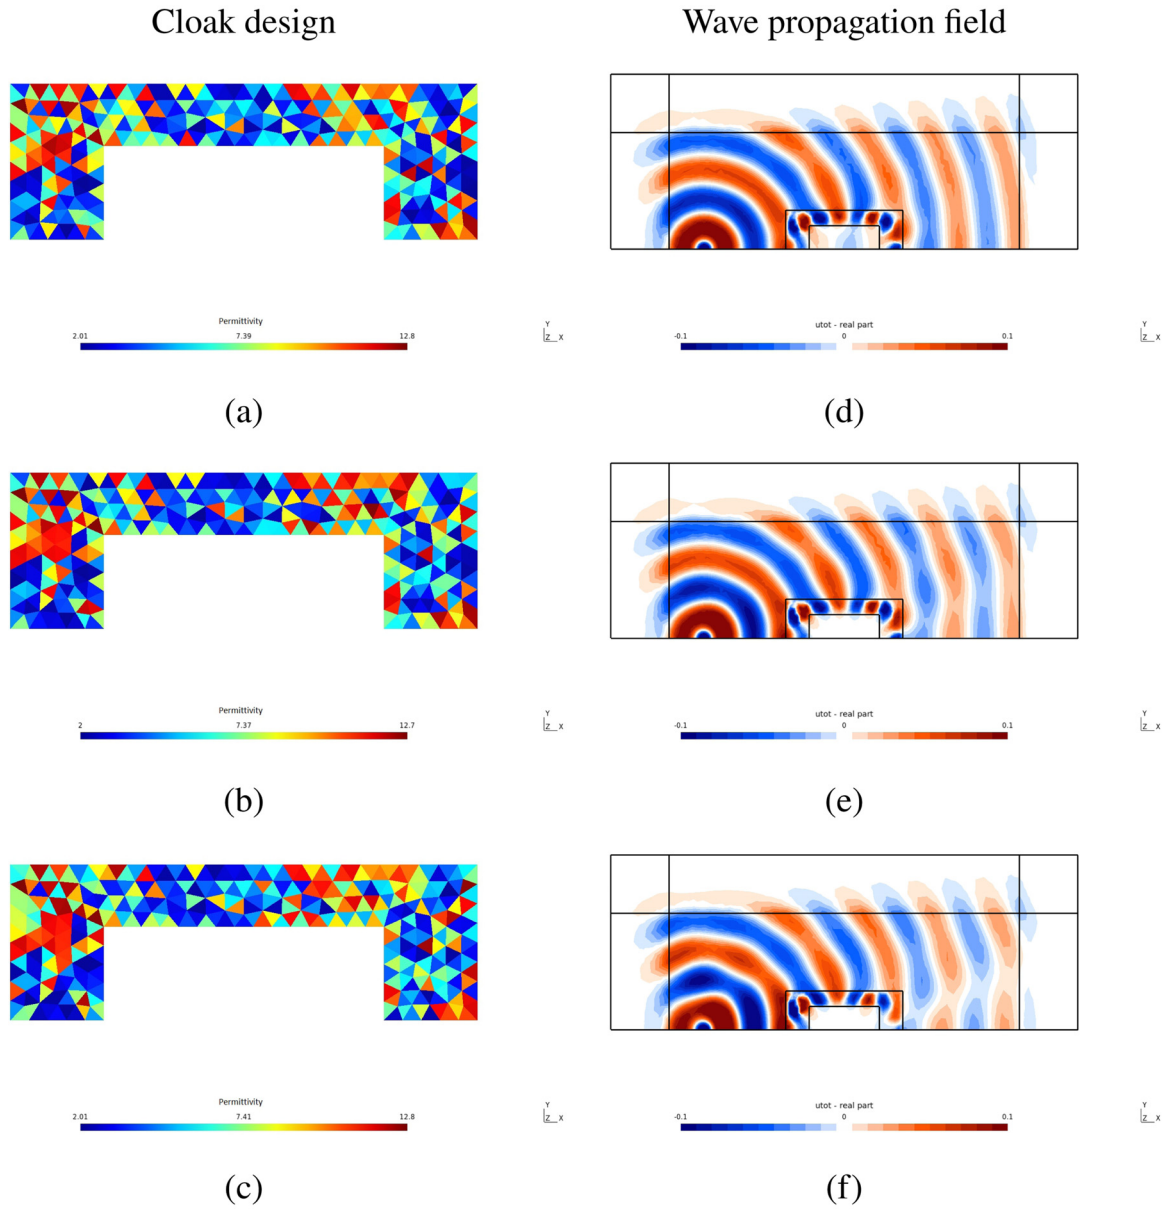 Cloak design Wave propagation field
Permittivity
2.01 7.39 12.8
Y
Z X
utot - real part
-0.1 0 0.1
Y
Z X
(a) (d)
Permittivity
2 7.37 12.7
Y
Z X
utot - real part
-0.1 0 0.1
Y
Z X
(b) (e)
Permittivity
2.01 7.41 12.8
Y
Z X
utot - real part
-0.1 0 0.1
Y
Z X
(c) (f)